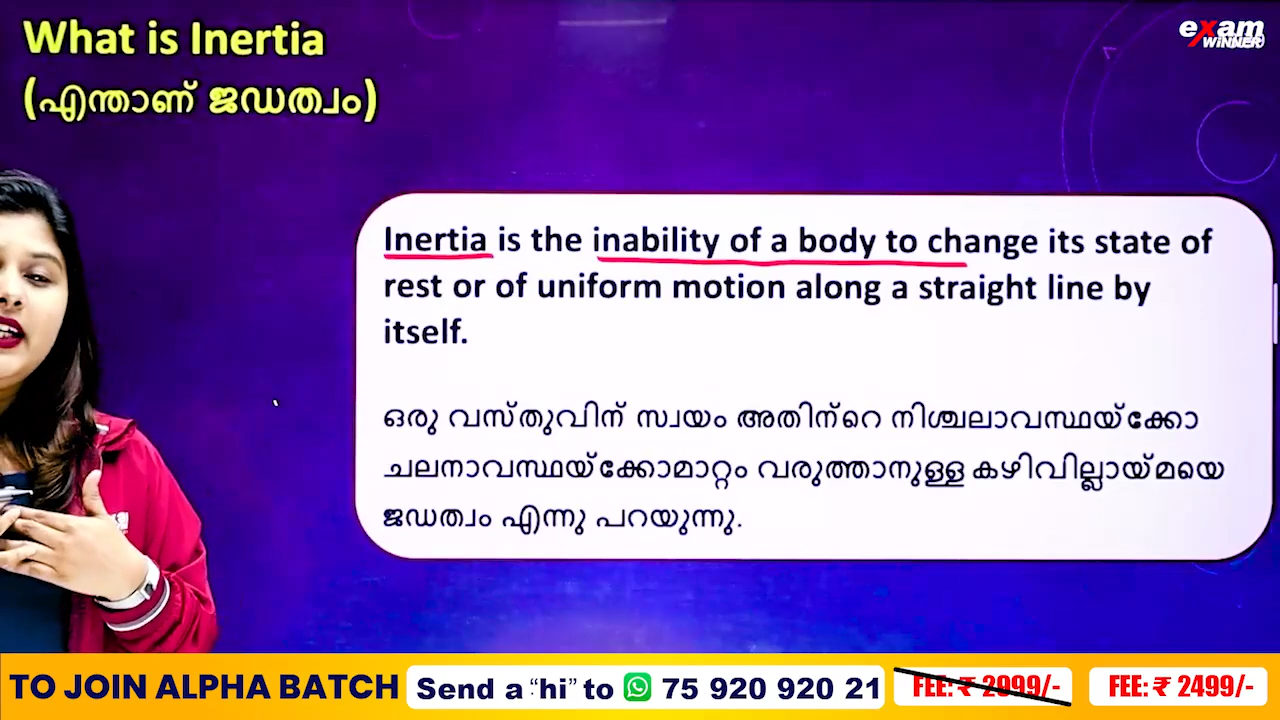 What is Inertia
(എന്താണ് ജഡത്വം)
exam
WINNER
Inertia is the inability of a body to change its state of
rest or of uniform motion along a straight line by
itself.
ഒരു വസ്തുവിന് സ്വയം അതിന്റെ നിശ്ചലാവസ്ഥയ്ക്കോ
ചലനാവസ്ഥയ്ക്കോമാറ്റം വരുത്താനുള്ള കഴിവില്ലായ്മയെ
ജഡത്വം എന്നു പറയുന്നു.
TO JOIN ALPHA BATCH Send a “hi” to 75 920 920 21 FEE: ₹ 2999/- FEE: ₹ 2499/-